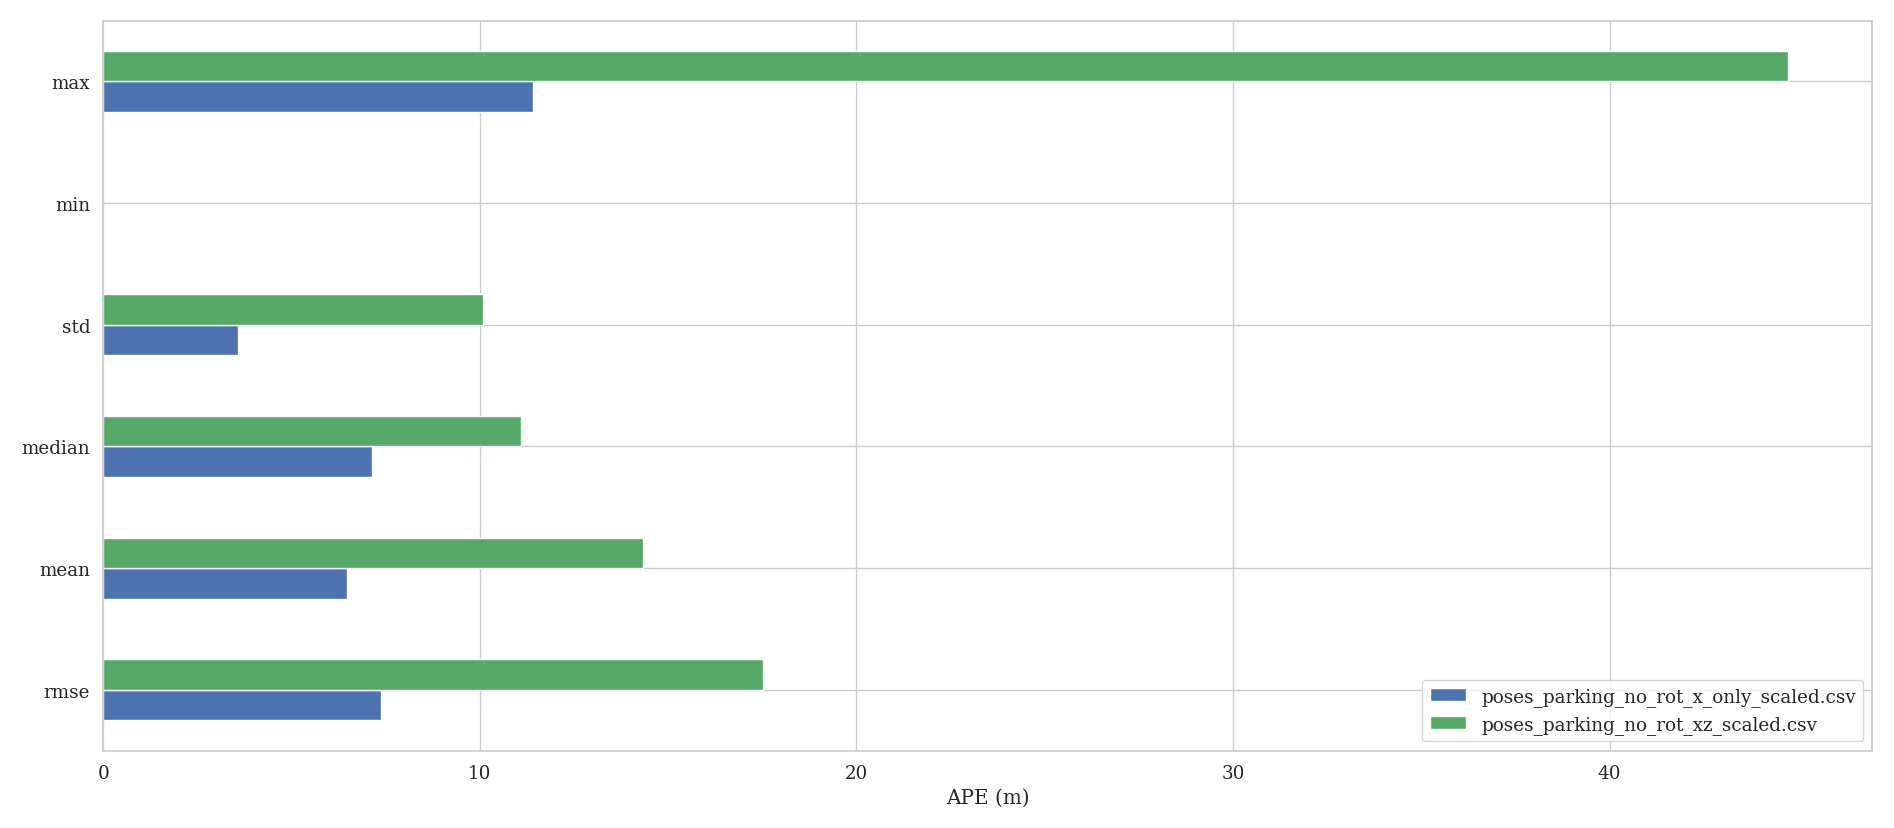 max
min
std
median
mean
rmse
poses_parking_no_rot_x_only_scaled.csv
poses_parking_no_rot_xz_scaled.csv
0 10 20 30 40
APE (m)